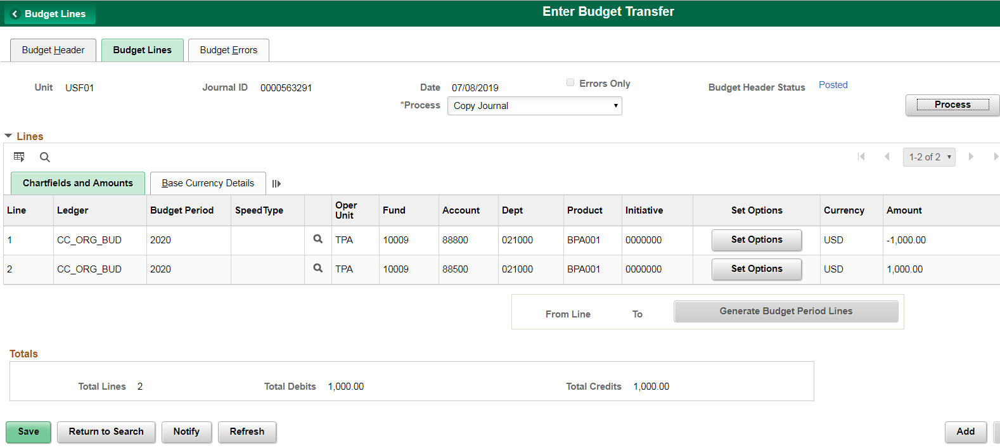 Budget Lines
Enter Budget Transfer
Budget Header Budget Lines Budget Errors
Unit USF01 Journal ID 0000563291 Date 07/08/2019 Errors Only Budget Header Status Posted
*Process Copy Journal Process
Lines
1-2 of 2
Chartfields and Amounts Base Currency Details
Line Ledger Budget Period SpeedType Oper Unit Fund Account Dept Product Initiative Set Options Currency Amount
1 CC_ORG_BUD 2020 TPA 10009 88800 021000 BPA001 0000000 Set Options USD -1,000.00
2 CC_ORG_BUD 2020 TPA 10009 88500 021000 BPA001 0000000 Set Options USD 1,000.00
From Line To Generate Budget Period Lines
Totals
Total Lines 2 Total Debits 1,000.00 Total Credits 1,000.00
Save Return to Search Notify Refresh Add